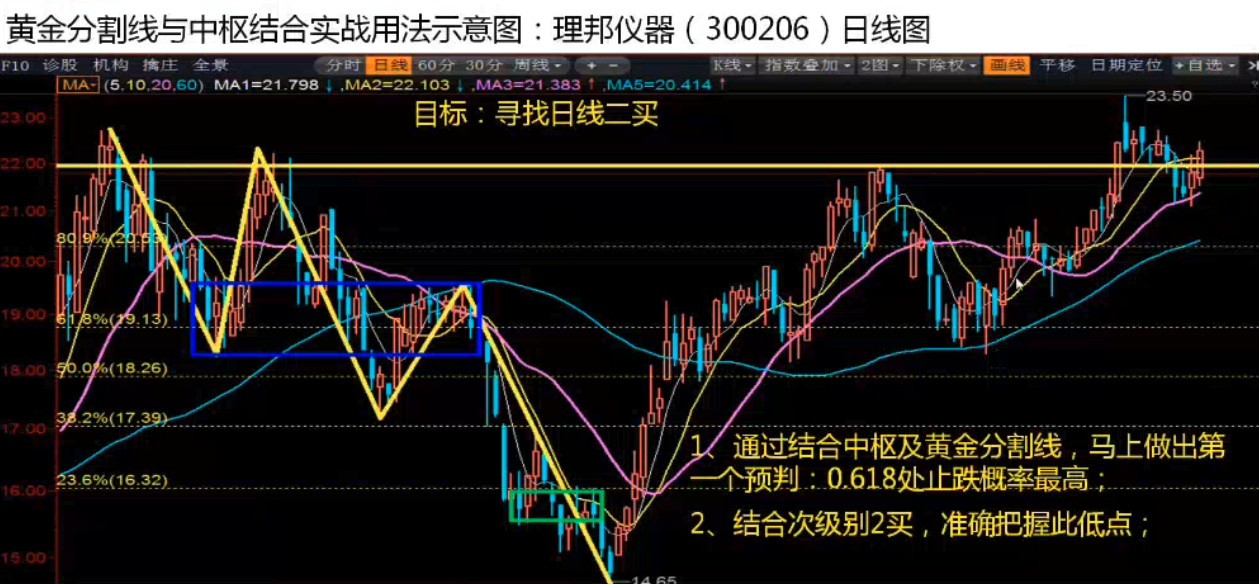 黄金分割线与中枢结合实战用法示意图：理邦仪器（300206）日线图
F10 诊股 机构 擒庄 全景 分时 日线 60分 30分 周线 + - K线 指数叠加 2图 下除权 画线 平移 日期定位 +自选
MA (5,10,20,60) MA1=21.798↓,MA2=22.103↓,MA3=21.383↑,MA5=20.414↑
目标：寻找日线二买
23.50
23.00
22.00
21.00
80.9%(20.53)
20.00
19.00
61.8%(19.13)
18.00
50.0%(18.26)
38.2%(17.39)
17.00
1、通过结合中枢及黄金分割线，马上做出第
一个预判：0.618处止跌概率最高；
23.6%(16.32)
16.00
2、结合次级别2买，准确把握此低点；
15.00
14.65